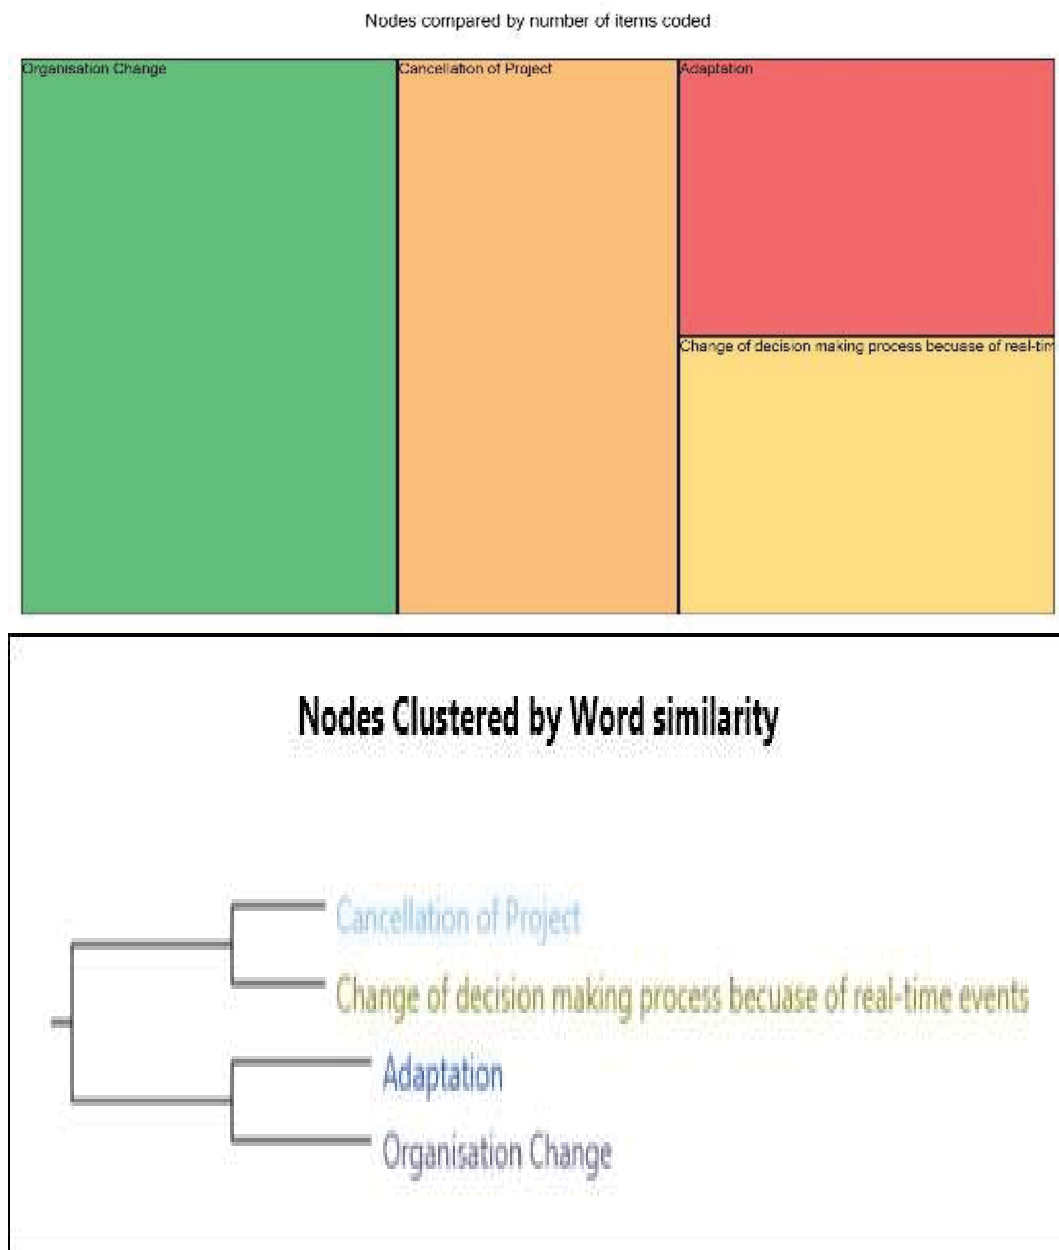 Nodes compared by number of items coded
Organisation Change
Cancellation of Project
Adaptation
Change of decision making process becuase of real-tim
Nodes Clustered by Word similarity
Cancellation of Project
Change of decision making process becuase of real-time events
Adaptation
Organisation Change